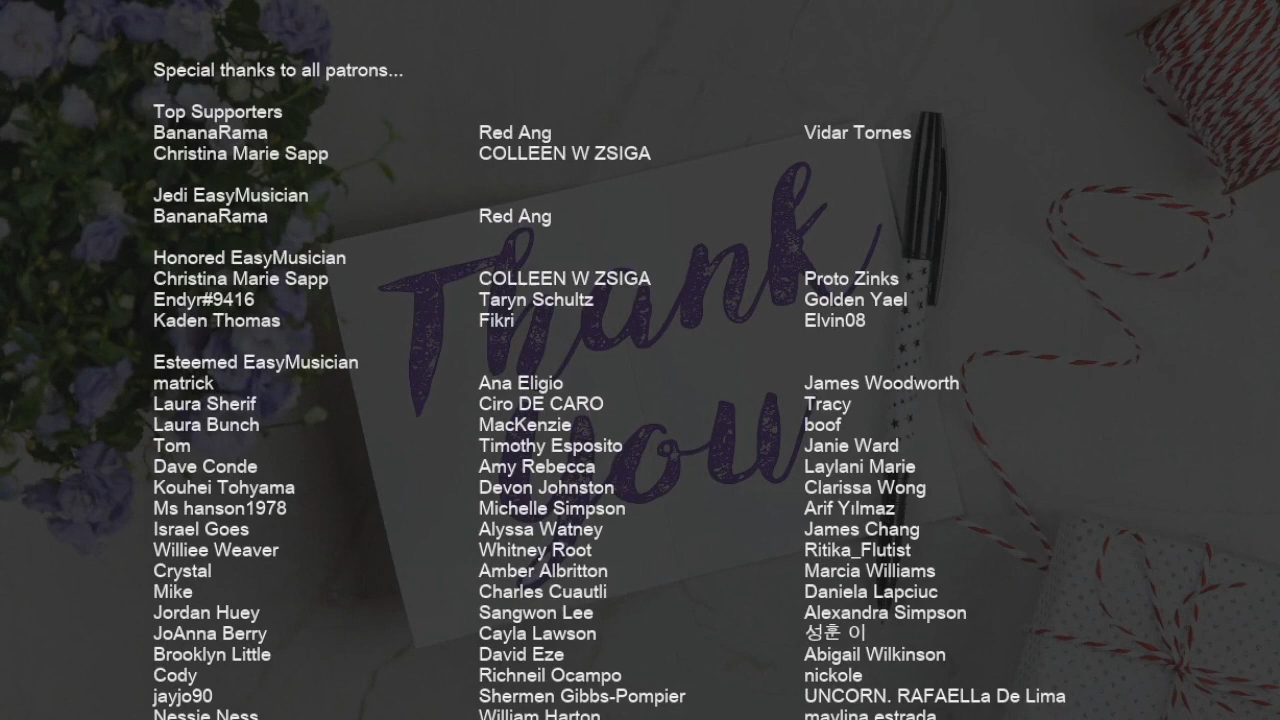 Special thanks to all patrons...
Top Supporters
BananaRama Red Ang Vidar Tornes
Christina Marie Sapp COLLEEN W ZSIGA
Jedi EasyMusician
BananaRama Red Ang
Honored EasyMusician
Christina Marie Sapp COLLEEN W ZSIGA Proto Zinks
Endyr#9416 Taryn Schultz Golden Yael
Kaden Thomas Fikri Elvin08
Esteemed EasyMusician
matrick Ana Eligio James Woodworth
Laura Sherif Ciro DE CARO Tracy
Laura Bunch MacKenzie boof
Tom Timothy Esposito Janie Ward
Dave Conde Amy Rebecca Laylani Marie
Kouhei Tohyama Devon Johnston Clarissa Wong
Ms hanson1978 Michelle Simpson Arif Yılmaz
Israel Goes Alyssa Watney James Chang
Williee Weaver Whitney Root Ritika_Flutist
Crystal Amber Albritton Marcia Williams
Mike Charles Cuautli Daniela Lapciuc
Jordan Huey Sangwon Lee Alexandra Simpson
JoAnna Berry Cayla Lawson 성훈 이
Brooklyn Little David Eze Abigail Wilkinson
Cody Richneil Ocampo nickole
jayjo90 Shermen Gibbs-Pompier UNCORN. RAFAELLa De Lima
Nessie Ness William Harton maylina estrada
Thank
you